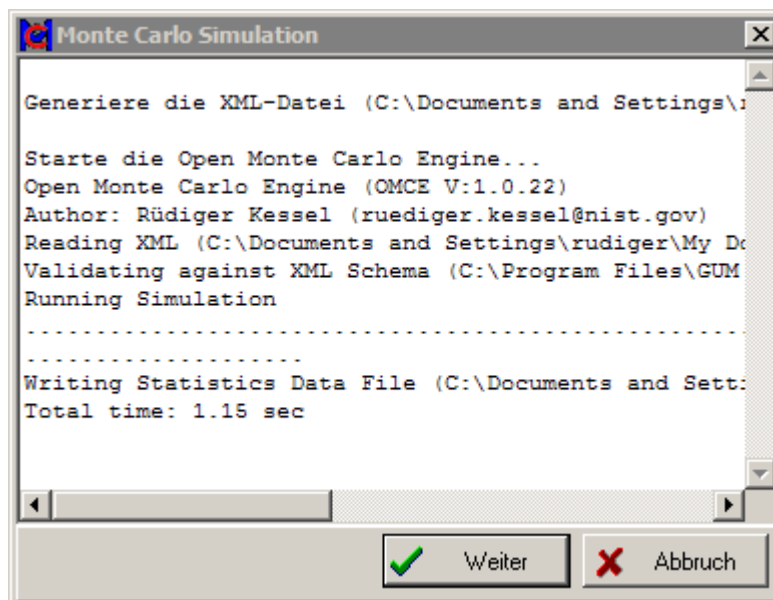 Monte Carlo Simulation
Generiere die XML-Datei (C:\Documents and Settings\
Starte die Open Monte Carlo Engine...
Open Monte Carlo Engine (OMCE V:1.0.22)
Author: Rüdiger Kessel (ruediger.kessel@nist.gov)
Reading XML (C:\Documents and Settings\rudiger\My
Validating against XML Schema (C:\Program Files\GUM
Running Simulation
....................................................
....................
Writing Statistics Data File (C:\Documents and
Total time: 1.15 sec
Weiter
Abbruch